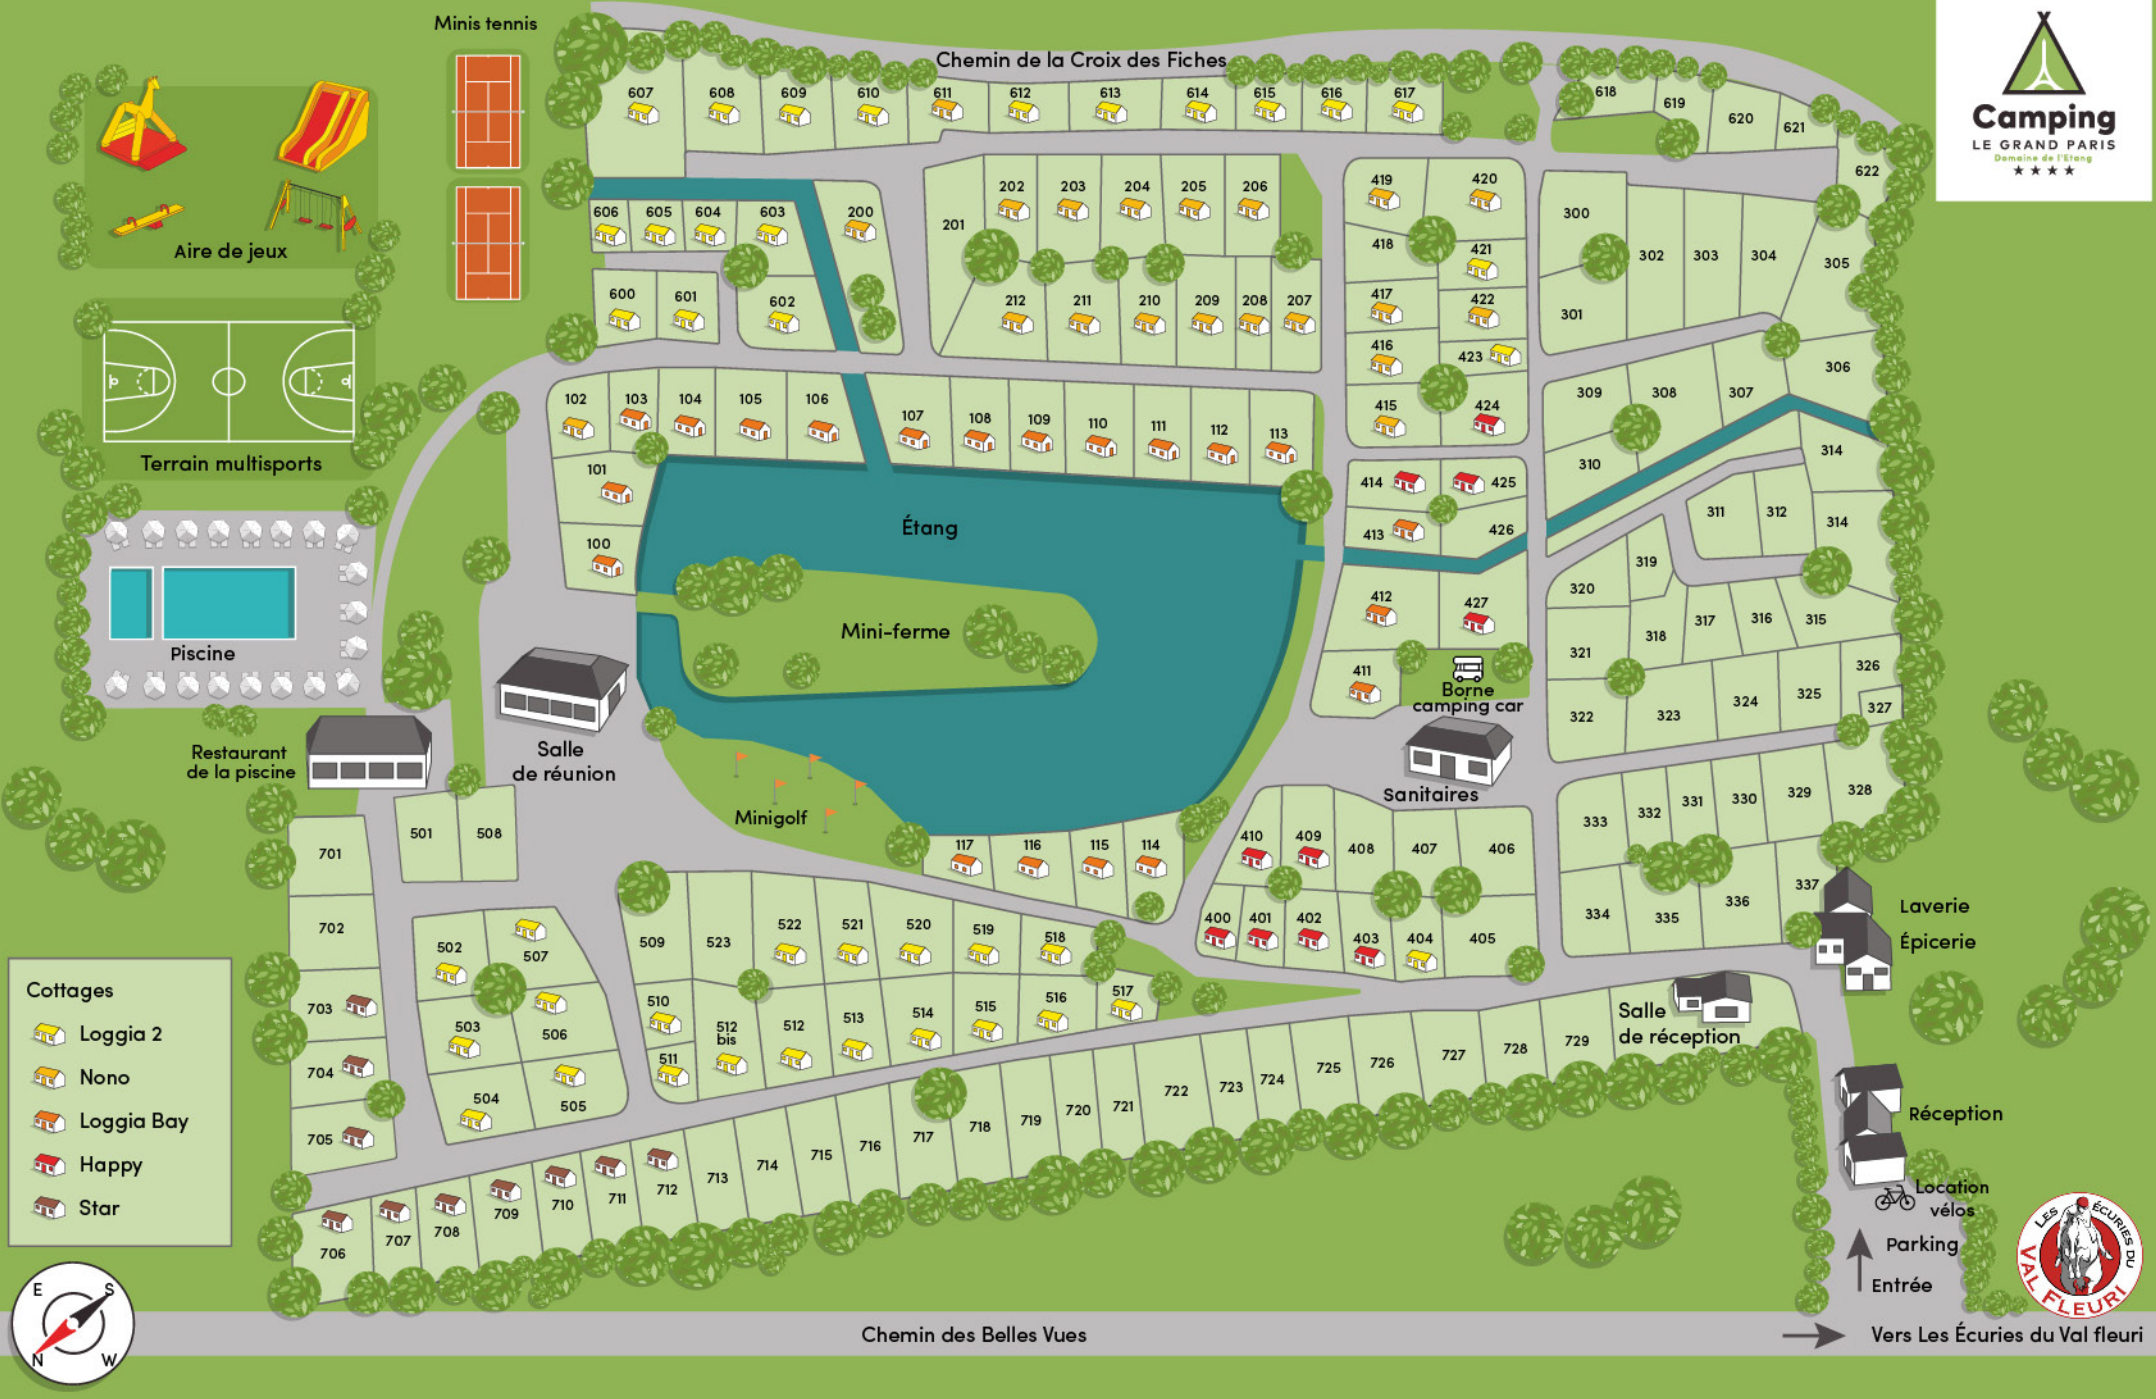 Minis tennis
Chemin de la Croix des Fiches
Camping
LE GRAND PARIS
Domaine de l'Etang
★★★★
607 608 609 610 611 612 613 614 615 616 617 618 619 620 621
622
606 605 604 603 200
201 202 203 204 205 206
419 420
300 302 303 304 305
418 421
Aire de jeux
600 601 602
212 211 210 209 208 207
417 422
301
416 423
306
102 103 104 105 106
107 108 109 110 111 112 113
415 424
309 308 307
Terrain multisports
101
414 425
310
314
100
Étang
413 426
311 312 314
319
320
Piscine
Mini-ferme
412 427
318 317 316 315
321
411
Borne
camping car
326
322 323 324 325
327
Restaurant
de la piscine
Salle
de réunion
Sanitaires
Minigolf
333 332 331 330 329 328
501 508
701
117 116 115 114
410 409 408 407 406
337
334 335 336
Laverie
Épicerie
702
502 507
509 523 522 521 520 519 518
400 401 402 403 404 405
Cottages
Loggia 2
Nono
Loggia Bay
Happy
Star
703
503 506
510
511
512
bis
512 513 514 515 516 517
Salle
de réception
704
504 505
705
706 707 708 709 710 711 712 713 714 715 716 717 718 719 720 721 722 723 724 725 726 727 728 729
Réception
Location
vélos
Parking
Entrée
LES ÉCURIES DU
VAL FLEURI
E S
N W
Chemin des Belles Vues
Vers Les Écuries du Val fleuri